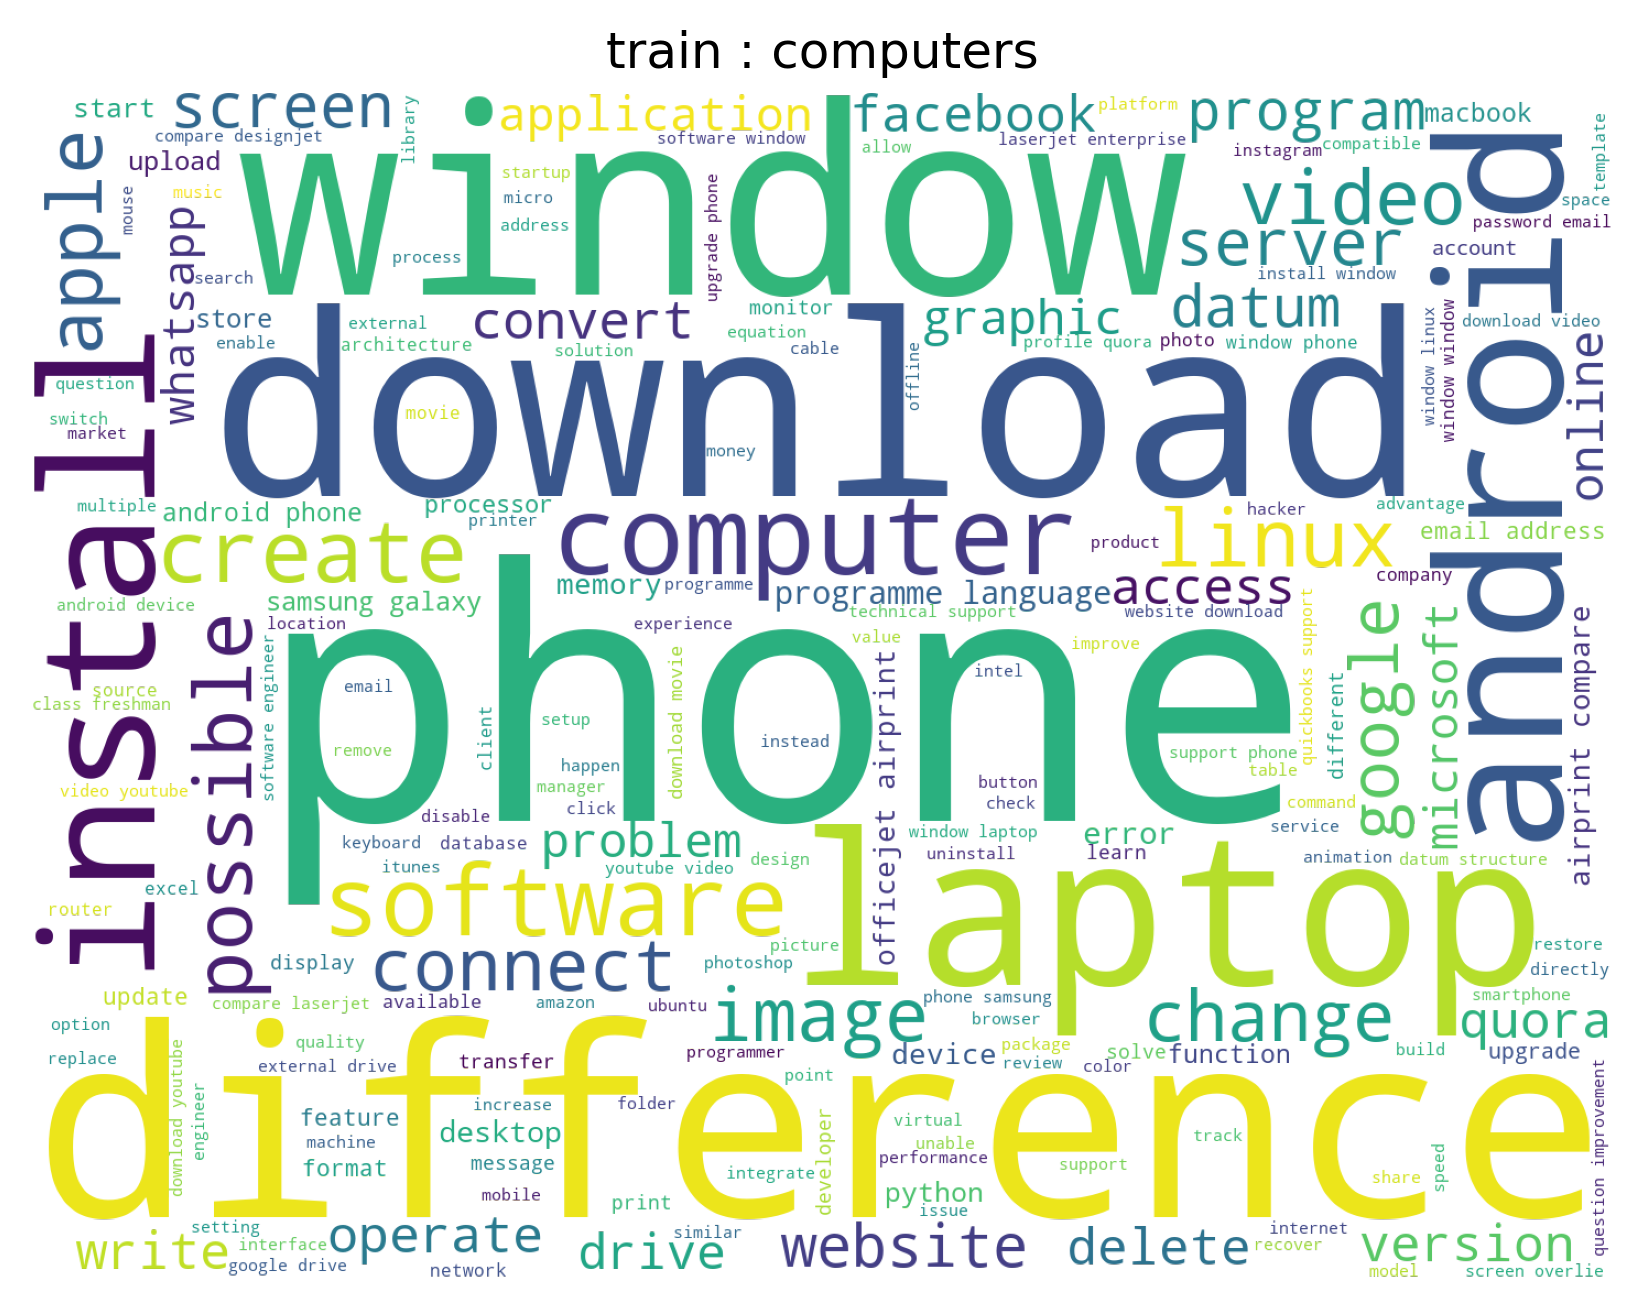 train : computers
start
screen
application
facebook
platform
program
macbook
compare designjet
library
software window
allow
laserjet enterprise
instagram
compatible
template
upload
apple
mouse
music
window
startup
micro
address
upgrade phone
video
space
password email
whatsapp
process
server
account
search
install window
android
store
enable
external
architecture
convert
solution
monitor
equation
cable
graphic
datum
profile quora
photo
window phone
download video
window linux
window window
online
install
question
switch
market
download
movie
money
offline
multiple
android phone
processor
printer
computer
product
hacker
linux
advantage
email address
create
memory
programme
programme language
access
company
android device
samsung galaxy
technical support
website download
location
experience
value
improve
quickbooks support
google
microsoft
airprint compare
possible
software engineer
source
class freshman
phone
email
remove
client
setup
happen
manager
click
download movie
instead
officejet airprint
intel
button
check
support phone
table
different
command
service
video youtube
disable
keyboard
database
itunes
problem
youtube video
design
window laptop
uninstall
error
learn
animation
datum structure
excel
router
software
laptop
picture
photoshop
restore
directly
display
connect
update
compare laserjet
available
amazon
ubuntu
image
phone samsung
browser
change
smartphone
quora
option
replace
quality
external drive
transfer
programmer
device
package
review
solve
color
function
build
upgrade
difference
download youtube
engineer
feature
machine
format
increase
folder
desktop
message
mobile
point
integrate
print
developer
virtual
unable
performance
python
issue
support
track
share
speed
question improvement
write
setting
interface
google drive
operate
network
drive
similar
website
delete
internet
recover
version
model
screen overlie